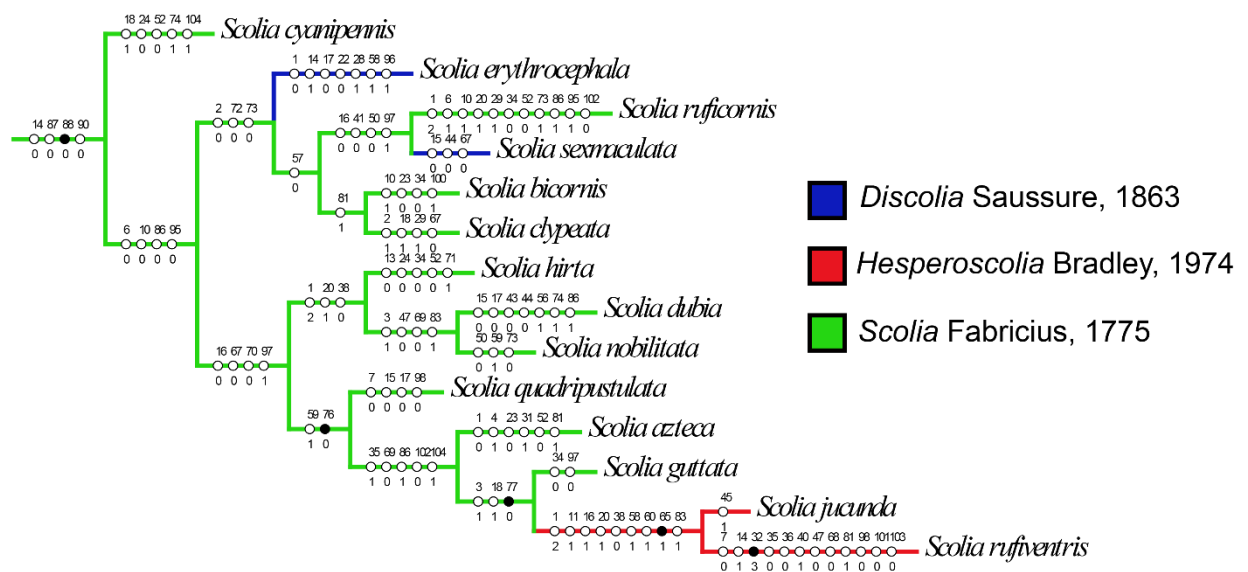 18 24 52 74 104
Scolia cyanipennis
1 0 0 1 1
1 14 17 22 28 58 96
Scolia erythrocephala
0 1 0 0 1 1 1
14 87 88 90
0 0 0 0
2 72 73
0 0 0
1 6 10 20 29 34 52 73 86 95 102
Scolia ruficornis
2 1 1 1 1 0 0 1 1 1 0
16 41 50 97
0 0 0 1
15 44 67
Scolia sexmaculata
0 0 0
57
0
10 23 34 100
Scolia bicornis
1 0 0 1
81
1
2 18 29 67
Scolia clypeata
1 1 1 0
6 10 86 95
0 0 0 0
13 24 34 52 71
Scolia hirta
0 0 0 0 1
1 20 38
2 1 0
15 17 43 44 56 74 86
Scolia dubia
0 0 0 0 1 1 1
3 47 69 83
1 0 0 1
50 59 73
Scolia nobilitata
0 1 0
16 67 70 97
0 0 0 1
7 15 17 98
Scolia quadripustulata
0 0 0 0
59 76
1 0
1 4 23 31 52 81
Scolia azteca
0 1 0 1 0 1
35 69 86 102 104
1 0 1 0 1
34 97
Scolia guttata
0 0
3 18 77
1 1 0
1 11 16 20 38 58 60 65 83
2 1 1 1 0 1 1 1 1
45
Scolia jucunda
1
7 14 32 35 36 40 47 68 81 98 101 103
Scolia rufiventris
0 1 3 0 0 1 0 0 1 0 0 0
Discolia Saussure, 1863
Hesperoscolia Bradley, 1974
Scolia Fabricius, 1775